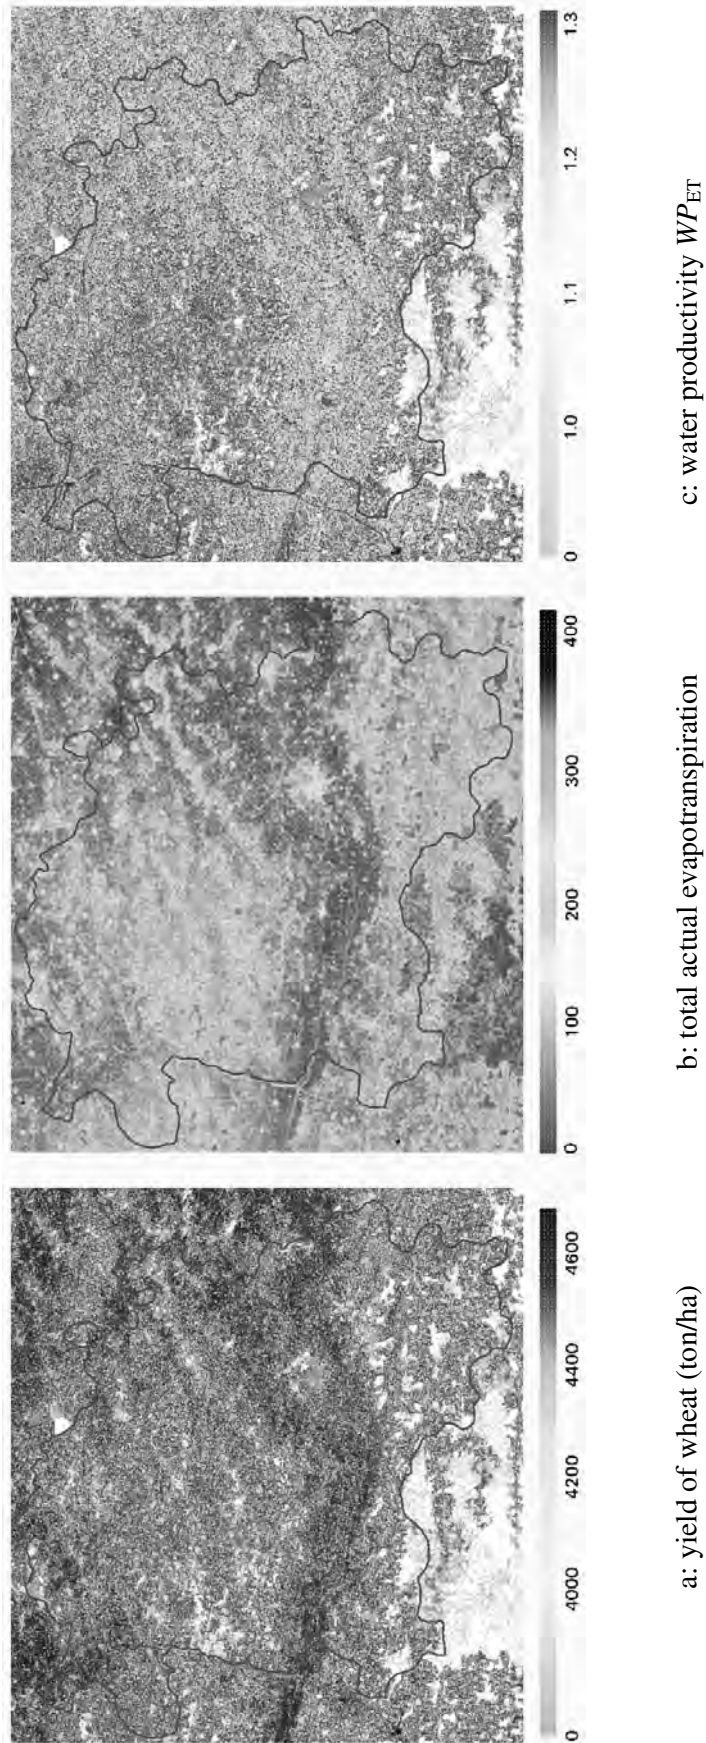 0 1.0 1.1 1.2 1.3
c: water productivity WP_ET
0 100 200 300 400
b: total actual evapotranspiration
0 4000 4200 4400 4600
a: yield of wheat (ton/ha)